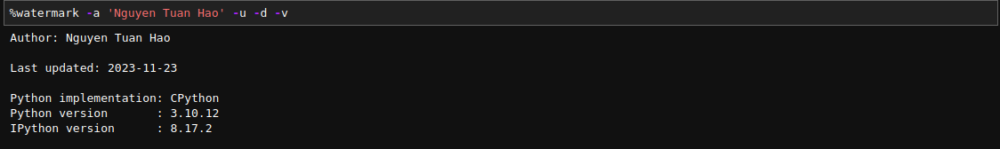 %watermark -a 'Nguyen Tuan Hao' -u -d -v
Author: Nguyen Tuan Hao
Last updated: 2023-11-23
Python implementation: CPython
Python version       : 3.10.12
IPython version      : 8.17.2